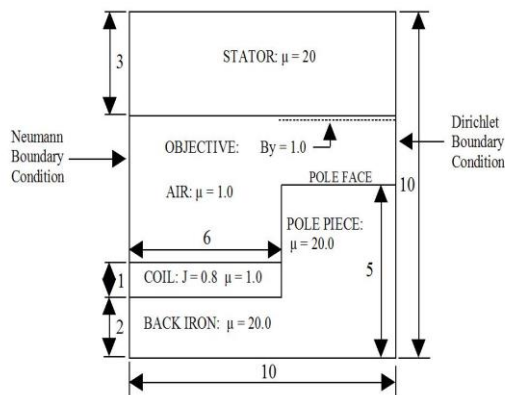 3
STATOR: μ = 20
Neumann
Boundary
Condition
Dirichlet
Boundary
Condition
OBJECTIVE: By = 1.0
10
POLE FACE
AIR: μ = 1.0
POLE PIECE:
μ = 20.0
6
5
1
COIL: J = 0.8 μ = 1.0
2
BACK IRON: μ = 20.0
10